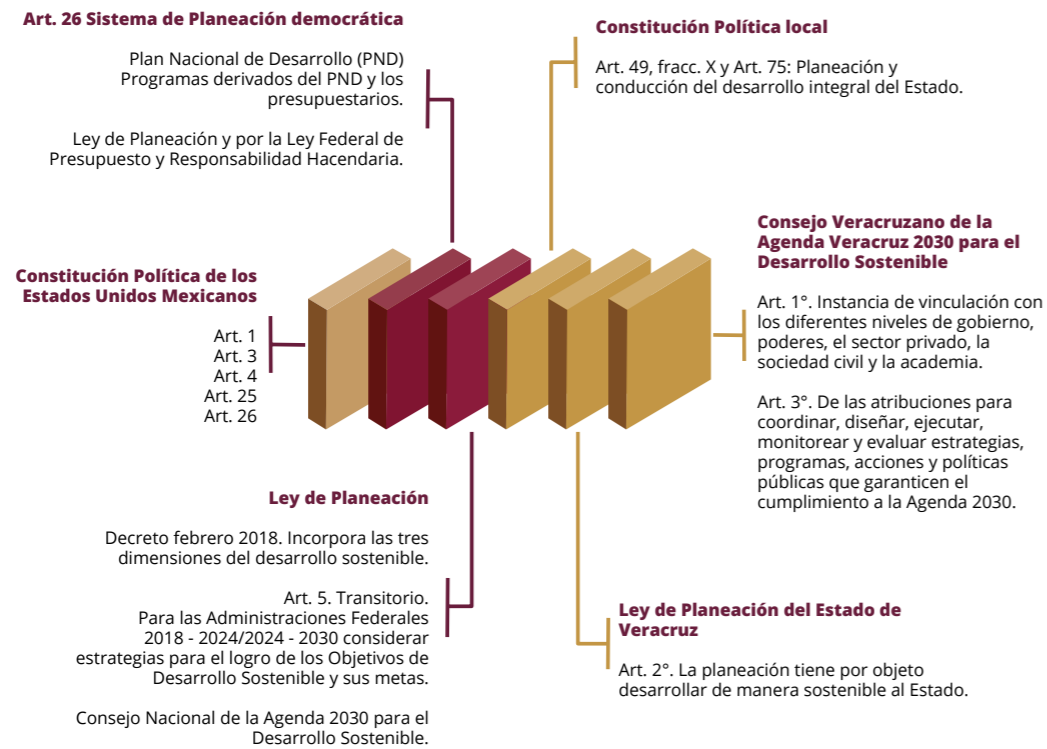 Art. 26 Sistema de Planeación democrática
Plan Nacional de Desarrollo (PND)
Programas derivados del PND y los
presupuestarios.
Ley de Planeación y por la Ley Federal de
Presupuesto y Responsabilidad Hacendaria.
Constitución Política local
Art. 49, fracc. X y Art. 75: Planeación y
conducción del desarrollo integral del Estado.
Constitución Política de los
Estados Unidos Mexicanos
Art. 1
Art. 3
Art. 4
Art. 25
Art. 26
Consejo Veracruzano de la
Agenda Veracruz 2030 para el
Desarrollo Sostenible
Art. 1°. Instancia de vinculación con
los diferentes niveles de gobierno,
poderes, el sector privado, la
sociedad civil y la academia.
Art. 3°. De las atribuciones para
coordinar, diseñar, ejecutar,
monitorear y evaluar estrategias,
programas, acciones y políticas
públicas que garanticen el
cumplimiento a la Agenda 2030.
Ley de Planeación
Decreto febrero 2018. Incorpora las tres
dimensiones del desarrollo sostenible.
Art. 5. Transitorio.
Para las Administraciones Federales
2018 - 2024/2024 - 2030 considerar
estrategias para el logro de los Objetivos de
Desarrollo Sostenible y sus metas.
Consejo Nacional de la Agenda 2030 para el
Desarrollo Sostenible.
Ley de Planeación del Estado de
Veracruz
Art. 2°. La planeación tiene por objeto
desarrollar de manera sostenible al Estado.